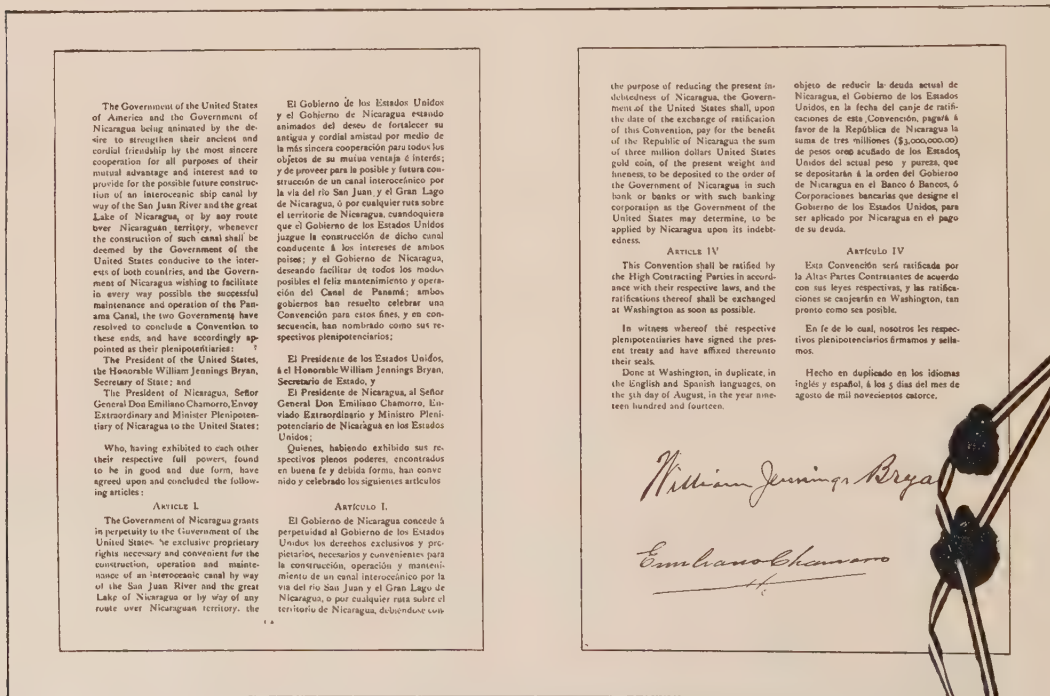 The Government of the United States
of America and the Government of
Nicaragua being animated by the de-
sire to strengthen their ancient and
cordial friendship by the most sincere
cooperation for all purposes of their
mutual advantage and interest and to
provide for the possible future construc-
tion of an interoceanic ship canal by
way of the San Juan River and the great
Lake of Nicaragua, or by any route
over Nicaraguan territory, whenever
the construction of such canal shall be
deemed by the Government of the
United States conducive to the inter-
ests of both countries, and the Govern-
ment of Nicaragua wishing to facilitate
in every way possible the successful
maintenance and operation of the Pan-
ama Canal, the two Governments have
resolved to conclude a Convention to
these ends, and have accordingly ap-
pointed as their plenipotentiaries:
The President of the United States,
the Honorable William Jennings Bryan,
Secretary of State; and
The President of Nicaragua, Señor
General Don Emiliano Chamorro, Envoy
Extraordinary and Minister Plenipoten-
tiary of Nicaragua to the United States;
Who, having exhibited to each other
their respective full powers, found
to be in good and due form, have
agreed upon and concluded the follow-
ing articles:
ARTICLE I.
The Government of Nicaragua grants
in perpetuity to the Government of the
United States the exclusive proprietary
rights necessary and convenient for the
construction, operation and mainte-
nance of an interoceanic canal by way
of the San Juan River and the great
Lake of Nicaragua or by way of any
route over Nicaraguan territory, the
El Gobierno de los Estados Unidos
y el Gobierno de Nicaragua estando
animados del deseo de fortalecer su
antigua y cordial amistad por medio de
la más sincera cooperación para todos los
objetos de su mutua ventaja é interés;
y de proveer para la posible y futura con-
strucción de un canal interoceánico por
la via del río San Juan y el Gran Lago
de Nicaragua, ó por cualquier ruta sobre
el territorie de Nicaragua, cuandoquiera
que el Gobierno de los Estados Unidos
juzgue la construcción de dicho canal
conducente á los intereses de ambos
paises; y el Gobierno de Nicaragua,
deseando facilitar de todos los modos
posibles el feliz mantenimiento y opera-
ción del Canal de Panamá; ambos
gobiernos han resuelto celebrar una
Convención para estos fines, y en con-
secuencia, han nombrado como sus re-
spectivos plenipotenciarios;
El Presidente de los Estados Unidos,
á el Honorable William Jennings Bryan,
Secretario de Estado, y
El Presidente de Nicaragua, al Señor
General Don Emiliano Chamorro, En-
viado Extraordinario y Ministro Pleni-
potenciario de Nicaragua en los Estados
Unidos;
Quienes, habiendo exhibido sus re-
spectivos plenos poderes, encontrados
en buena fe y debida forma, han conve
nido y celebrado los siguientes artículos
ARTÍCULO I.
El Gobierno de Nicaragua concede á
perpetuidad al Gobierno de los Estados
Unidos los derechos exclusivos y pro-
pietarios, necesarios y convenientes para
la construcción, operación y manteni-
miento de un canal interoceánico por la
via del rio San Juan y el Gran Lago de
Nicaragua, o por cualquier ruta sobre el
territorio de Nicaragua, debiéndose con-
the purpose of reducing the present in-
debtedness of Nicaragua, the Govern-
ment of the United States shall, upon
the date of the exchange of ratification
of this Convention, pay for the benefit
of the Republic of Nicaragua the sum
of three million dollars United States
gold coin, of the present weight and
fineness, to be deposited to the order of
the Government of Nicaragua in such
bank or banks or with such banking
corporation as the Government of the
United States may determine, to be
applied by Nicaragua upon its indebt-
edness.
ARTICLE IV
This Convention shall be ratified by
the High Contracting Parties in accord-
ance with their respective laws, and the
ratifications thereof shall be exchanged
at Washington as soon as possible.
In witness whereof the respective
plenipotentiaries have signed the pres-
ent treaty and have affixed thereunto
their seals.
Done at Washington, in duplicate, in
the English and Spanish languages, on
the 5th day of August, in the year nine-
teen hundred and fourteen.
objeto de reducir la deuda actual de
Nicaragua, el Gobierno de los Estados
Unidos, en la fecha del canje de ratifi-
caciones de esta Convención, pagará á
favor de la República de Nicaragua la
suma de tres milliones ($3,000,000.00)
de pesos oro acuñado de los Estados
Unidos del actual peso y pureza, que
se depositarán á la orden del Gobierno
de Nicaragua en el Banco ó Bancos, ó
Corporaciones bancarias que designe el
Gobierno de los Estados Unidos, para
ser aplicado por Nicaragua en el pago
de su deuda.
ARTÍCULO IV
Esta Convención será ratificada por
la Altas Partes Contratantes de acuerdo
con sus leyes respectivas, y las ratifica-
ciones se canjearán en Washington, tan
pronto como sea posible.
En fe de lo cual, nosotros los respec-
tivos plenipotenciarios firmamos y sella-
mos.
Hecho en duplicado en los idiomas
inglés y español, á los 5 dias del mes de
agosto de mil novecientos catorce.
William Jennings Bryan
Emiliano Chamorro